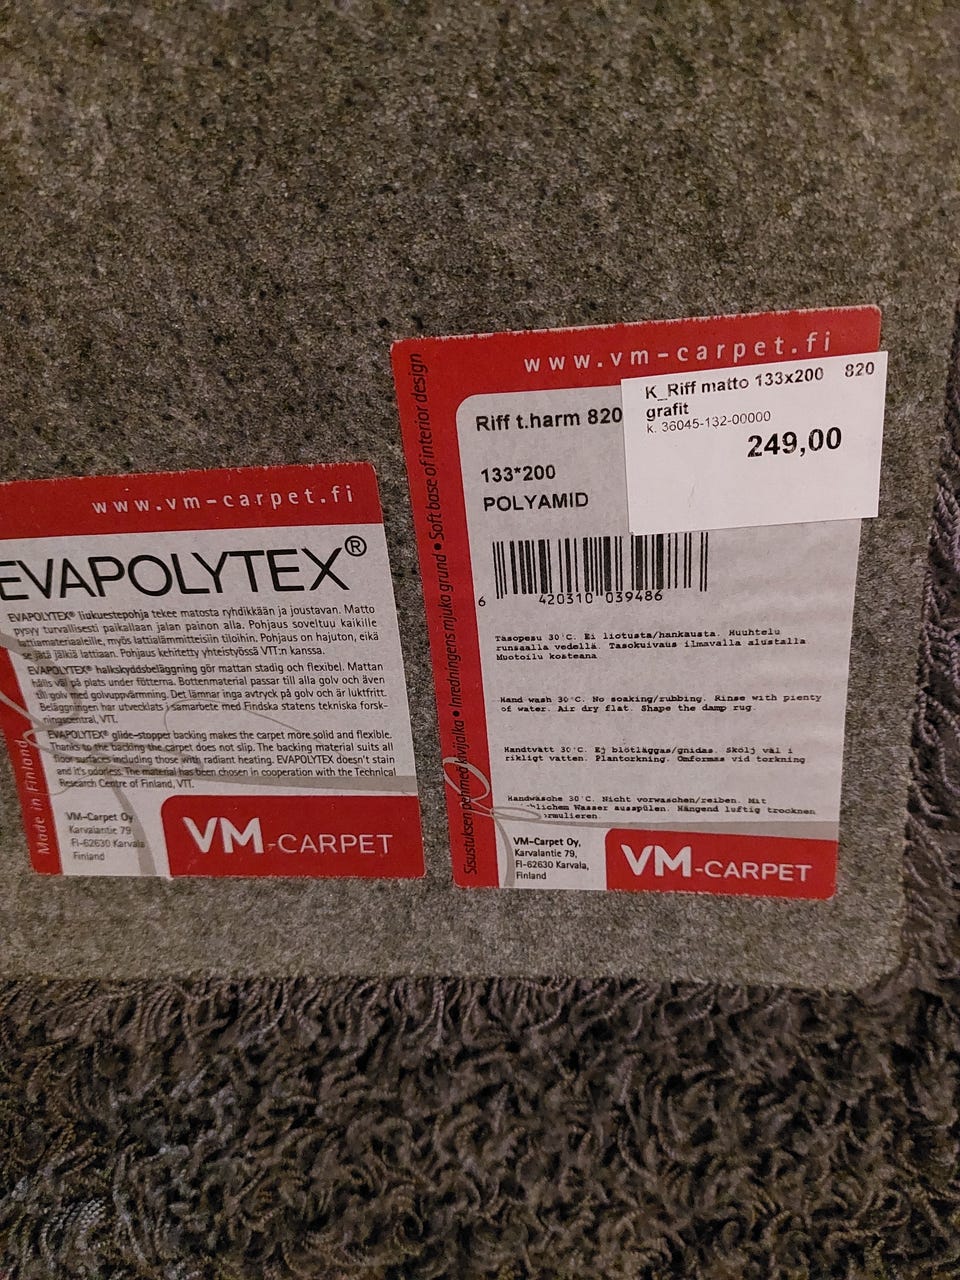 www.vm-carpet.fi
EVAPOLYTEX®
EVAPOLYTEX® liukuestepohja tekee matosta ryhdikkään ja joustavan. Matto
pysyy turvallisesti paikallaan jalan painon alla. Pohjaus soveltuu kaikille
lattiamateriaaleille, myös lattialämmitteisiin tiloihin. Pohjaus on hajuton, eikä
se jätä jälkiä lattiaan. Pohjaus kehitetty yhteistyössä VTT:n kanssa.
EVAPOLYTEX® halkskyddsbeläggning gör mattan stadig och flexibel. Mattan
hålls väl på plats under fötterna. Bottenmaterial passar till alla golv och även
till golv med golvuppvärmning. Det lämnar inga avtryck på golv och är luktfritt.
Beläggningen har utvecklats i samarbete med Findska statens tekniska forsk-
ningscentral, VTT.
EVAPOLYTEX® glide-stopper backing makes the carpet more solid and flexible.
Thanks to the backing the carpet does not slip. The backing material suits all
floor surfaces including those with radiant heating. EVAPOLYTEX doesn't stain
and it's odorless. The material has been chosen in cooperation with the Technical
Research Centre of Finland, VTT.
Made in Finland
VM-Carpet Oy
Karvalantie 79
FI-62630 Karvala
Finland
VM-CARPET
www.vm-carpet.fi
Sisustuksen pehmeä kivijalka • Inredningens mjuka grund • Soft base of interior design
Riff t.harm 820
133*200
POLYAMID
K_Riff matto 133x200 820
grafit
k. 36045-132-00000
249,00
6 420310 039486
Tasopesu 30°C. Ei liotusta/hankausta. Huuhtelu
runsaalla vedellä. Tasokuivaus ilmavalla alustalla
Muotoilu kosteana
Hand wash 30°C. No soaking/rubbing. Rinse with plenty
of water. Air dry flat. Shape the damp rug.
Handtvätt 30°C. Ej blötläggas/gnidas. Skölj väl i
rikligt vatten. Plantorkning. Omformas vid torkning
Handwäsche 30°C. Nicht vorwaschen/reiben. Mit
Wasser ausspülen. Hängend luftig trocknen
VM-Carpet Oy,
Karvalantie 79,
FI-62630 Karvala,
Finland
VM-CARPET